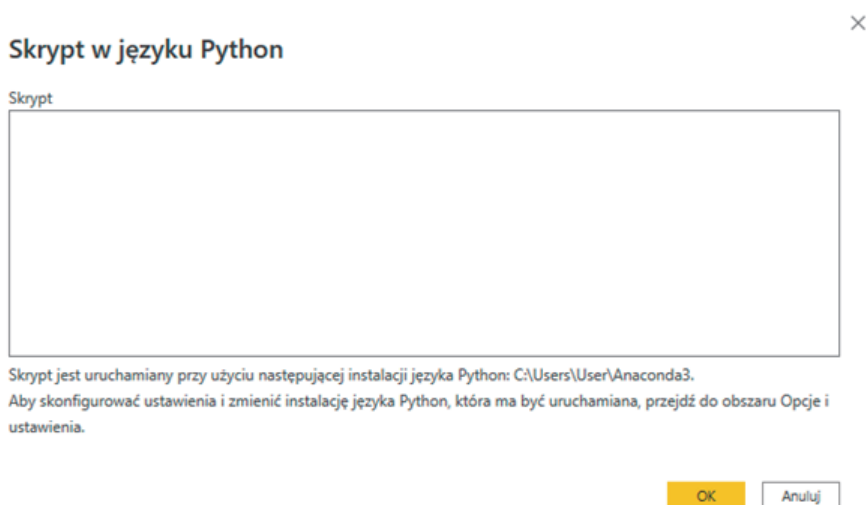 Skrypt w języku Python
Skrypt
Skrypt jest uruchamiany przy użyciu następującej instalacji języka Python: C:\Users\User\Anaconda3.
Aby skonfigurować ustawienia i zmienić instalację języka Python, która ma być uruchamiana, przejdź do obszaru Opcje i
ustawienia.
OK Anuluj